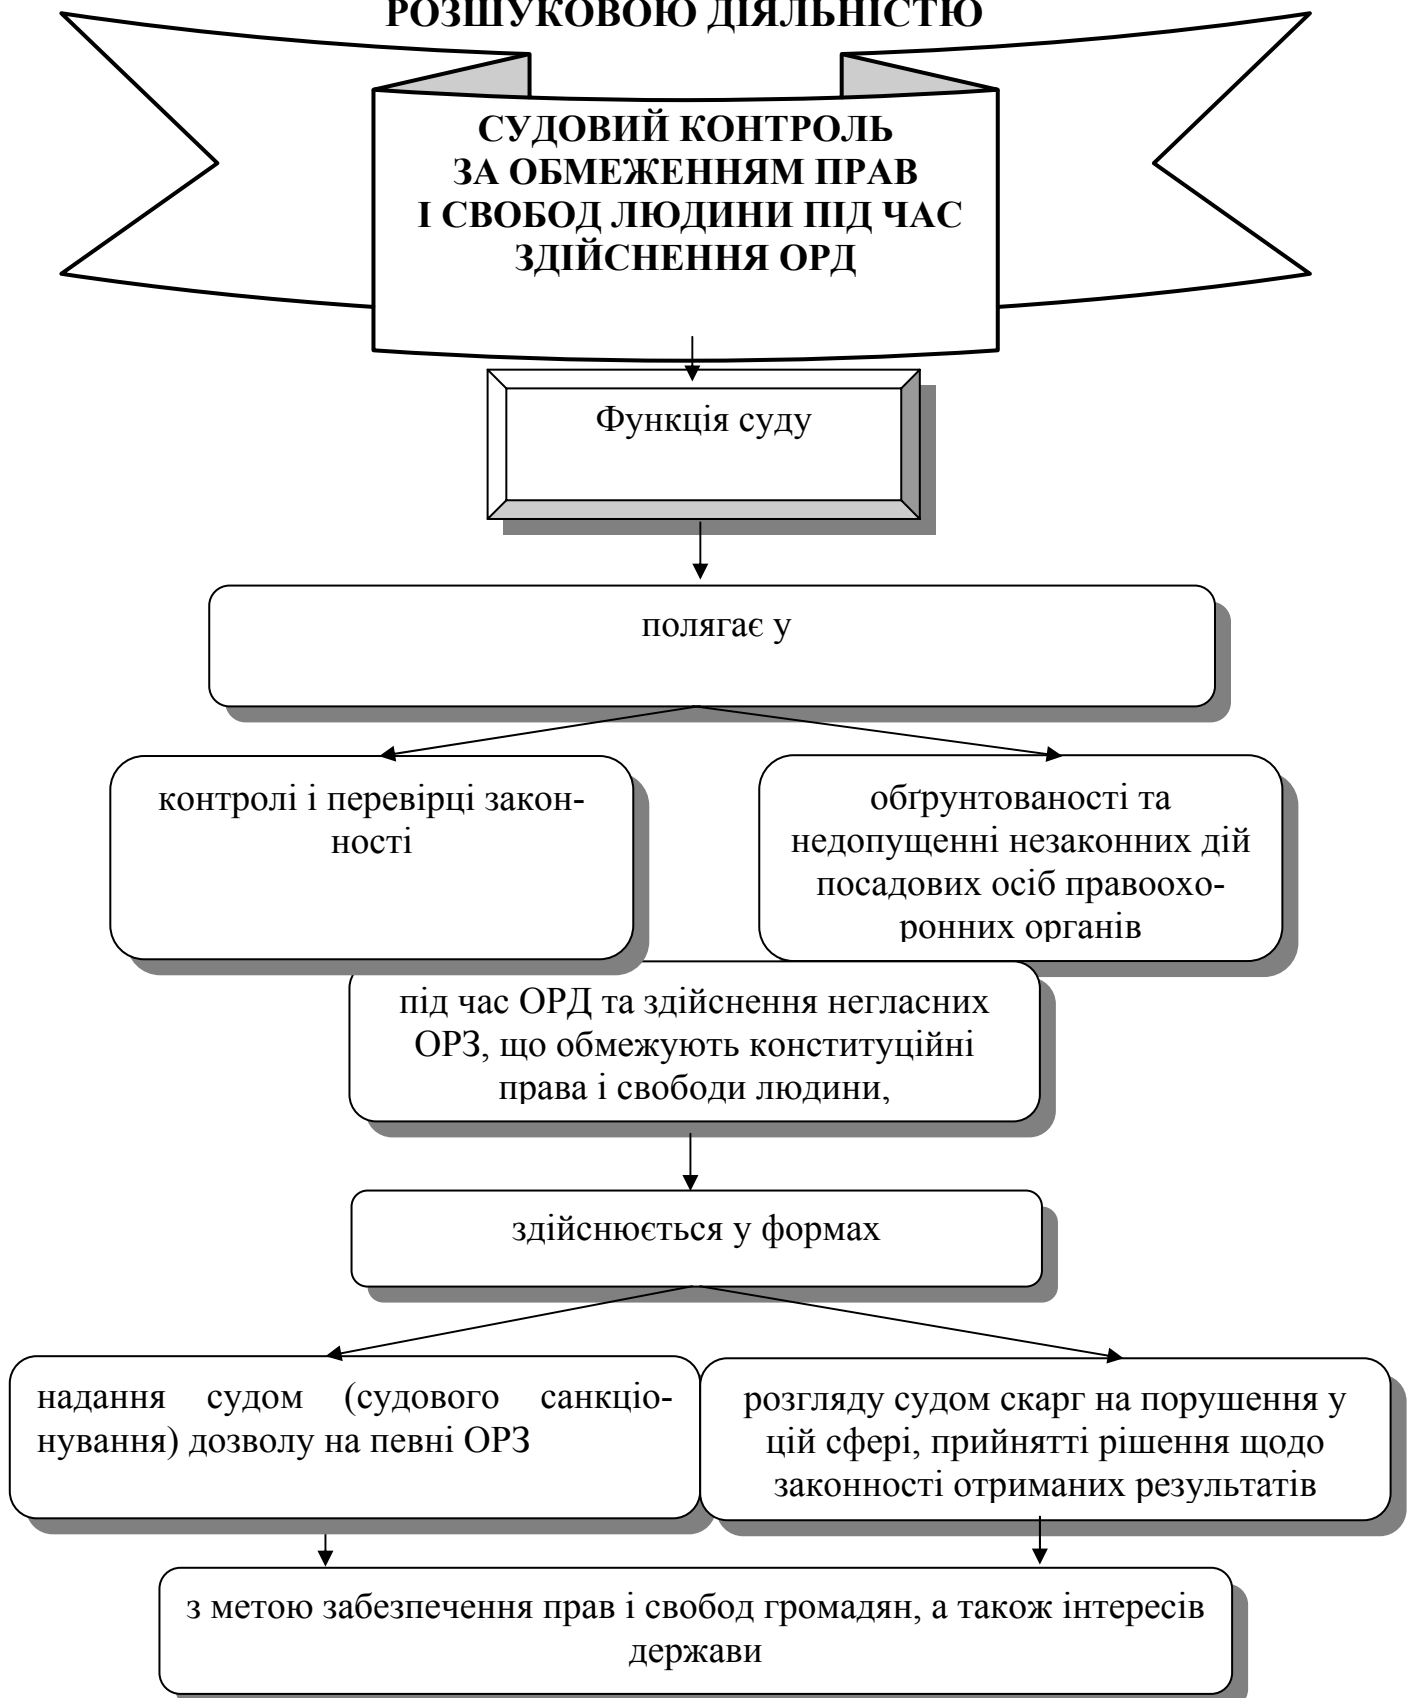 РОЗШУКОВОЮ ДІЯЛЬНІСТЮ
СУДОВИЙ КОНТРОЛЬ
ЗА ОБМЕЖЕННЯМ ПРАВ
І СВОБОД ЛЮДИНИ ПІД ЧАС
ЗДІЙСНЕННЯ ОРД
Функція суду
полягає у
контролі і перевірці закон-
ності
обґрунтованості та
недопущенні незаконних дій
посадових осіб правоохо-
ронних органів
під час ОРД та здійснення негласних
ОРЗ, що обмежують конституційні
права і свободи людини,
здійснюється у формах
надання судом (судового санкціо-
нування) дозволу на певні ОРЗ
розгляду судом скарг на порушення у
цій сфері, прийнятті рішення щодо
законності отриманих результатів
з метою забезпечення прав і свобод громадян, а також інтересів
держави